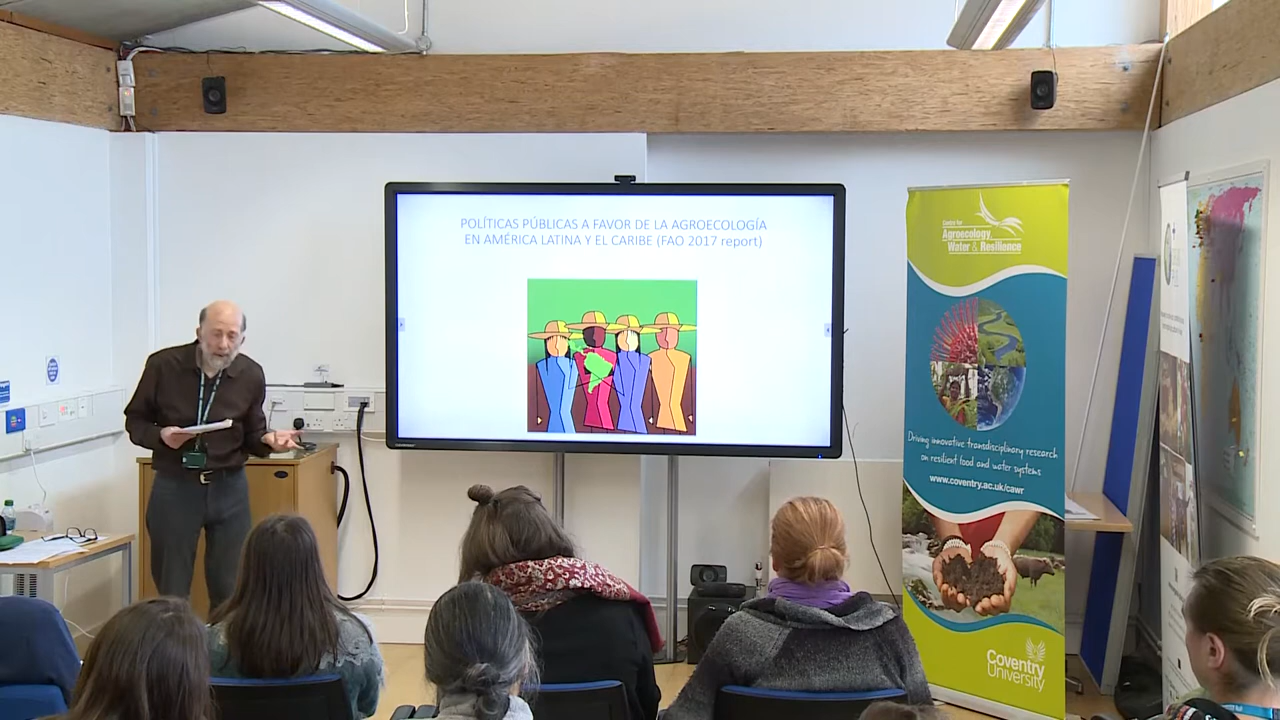 POLÍTICAS PÚBLICAS A FAVOR DE LA AGROECOLOGÍA
EN AMÉRICA LATINA Y EL CARIBE (FAO 2017 report)
Centre for
Agroecology,
Water & Resilience
Driving innovative transdisciplinary research
on resilient food and water systems
www.coventry.ac.uk/cawr
Coventry
University